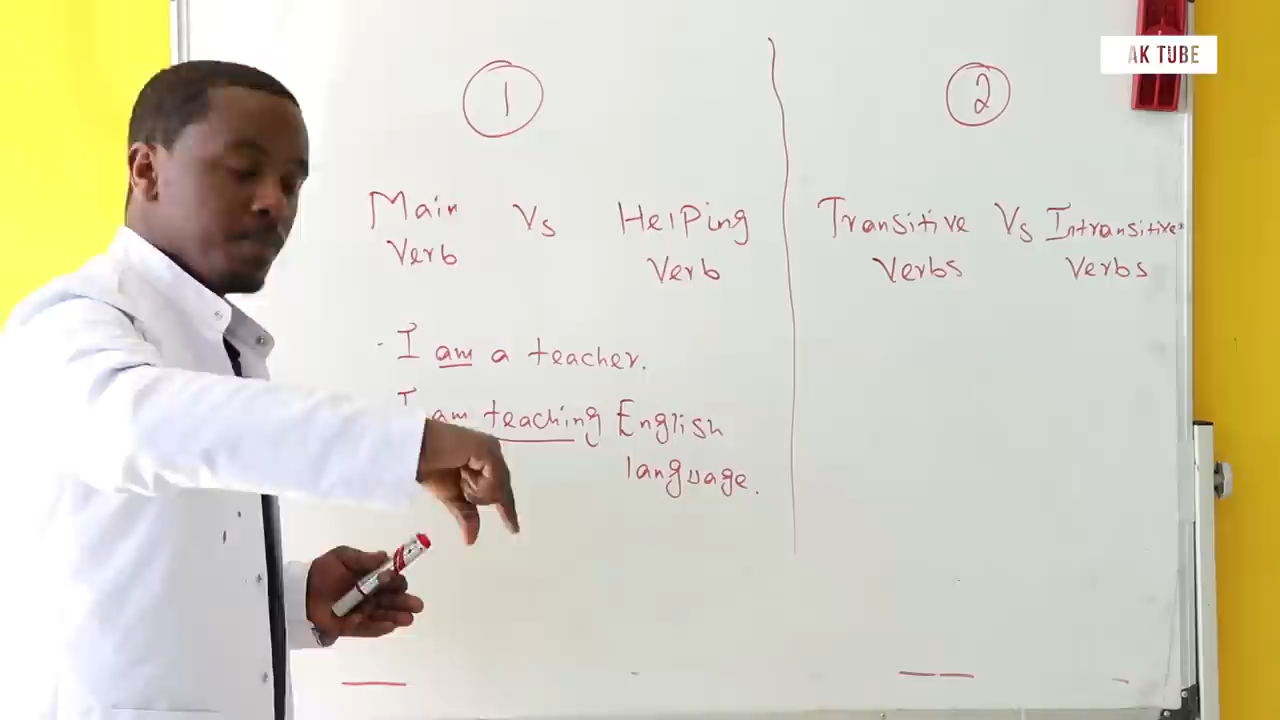 AK TUBE
1
Main Vs Helping
Verb Verb
- I am a teacher.
I am teaching English
language.
2
Transitive Vs Intransitive
Verbs Verbs